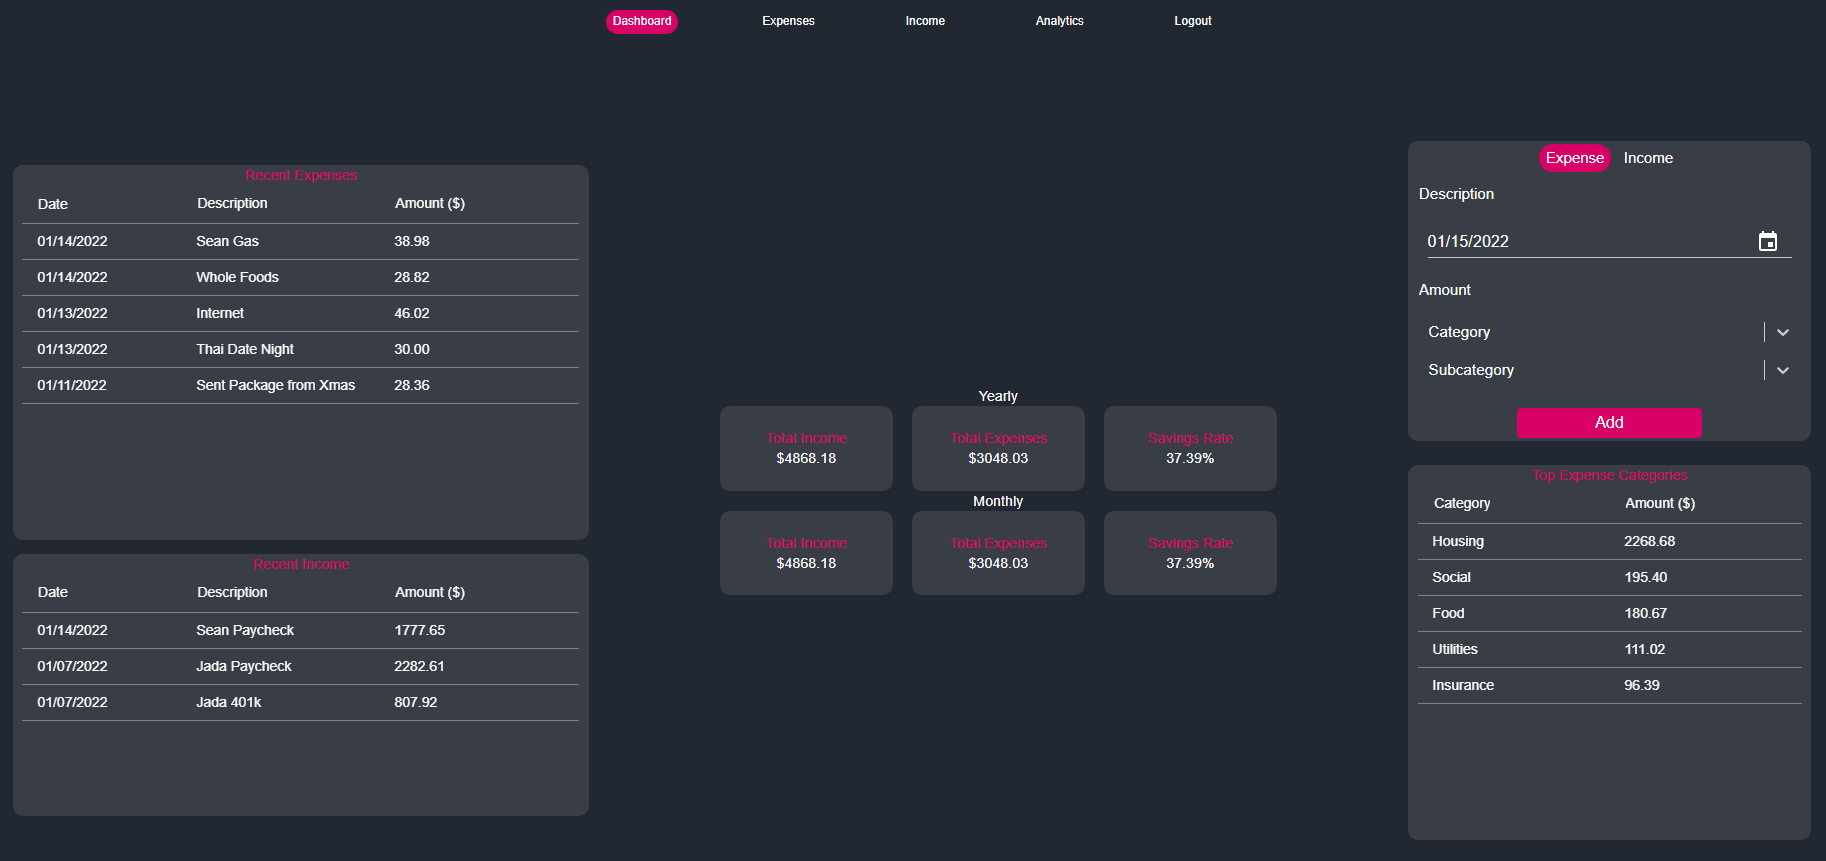 Dashboard Expenses Income Analytics Logout
Recent Expenses
Date Description Amount ($)
01/14/2022 Sean Gas 38.98
01/14/2022 Whole Foods 28.82
01/13/2022 Internet 46.02
01/13/2022 Thai Date Night 30.00
01/11/2022 Sent Package from Xmas 28.36
Recent Income
Date Description Amount ($)
01/14/2022 Sean Paycheck 1777.65
01/07/2022 Jada Paycheck 2282.61
01/07/2022 Jada 401k 807.92
Yearly
Total Income Total Expenses Savings Rate
$4868.18 $3048.03 37.39%
Monthly
Total Income Total Expenses Savings Rate
$4868.18 $3048.03 37.39%
Expense Income
Description
01/15/2022
Amount
Category
Subcategory
Add
Top Expense Categories
Category Amount ($)
Housing 2268.68
Social 195.40
Food 180.67
Utilities 111.02
Insurance 96.39